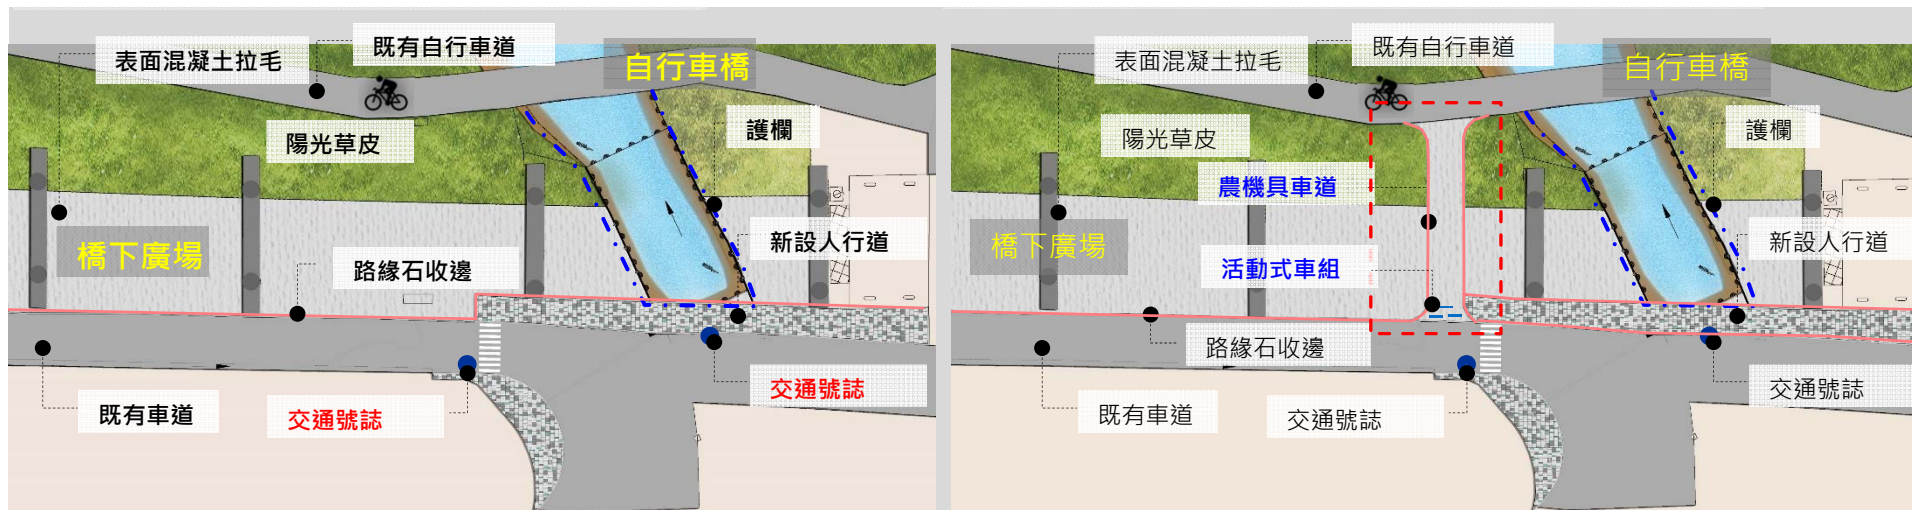 表面混凝土拉毛
既有自行車道
自行車橋
陽光草皮
護欄
橋下廣場
新設人行道
路緣石收邊
交通號誌
既有車道
交通號誌
表面混凝土拉毛
既有自行車道
自行車橋
陽光草皮
護欄
農機具車道
橋下廣場
活動式車組
新設人行道
路緣石收邊
交通號誌
既有車道
交通號誌